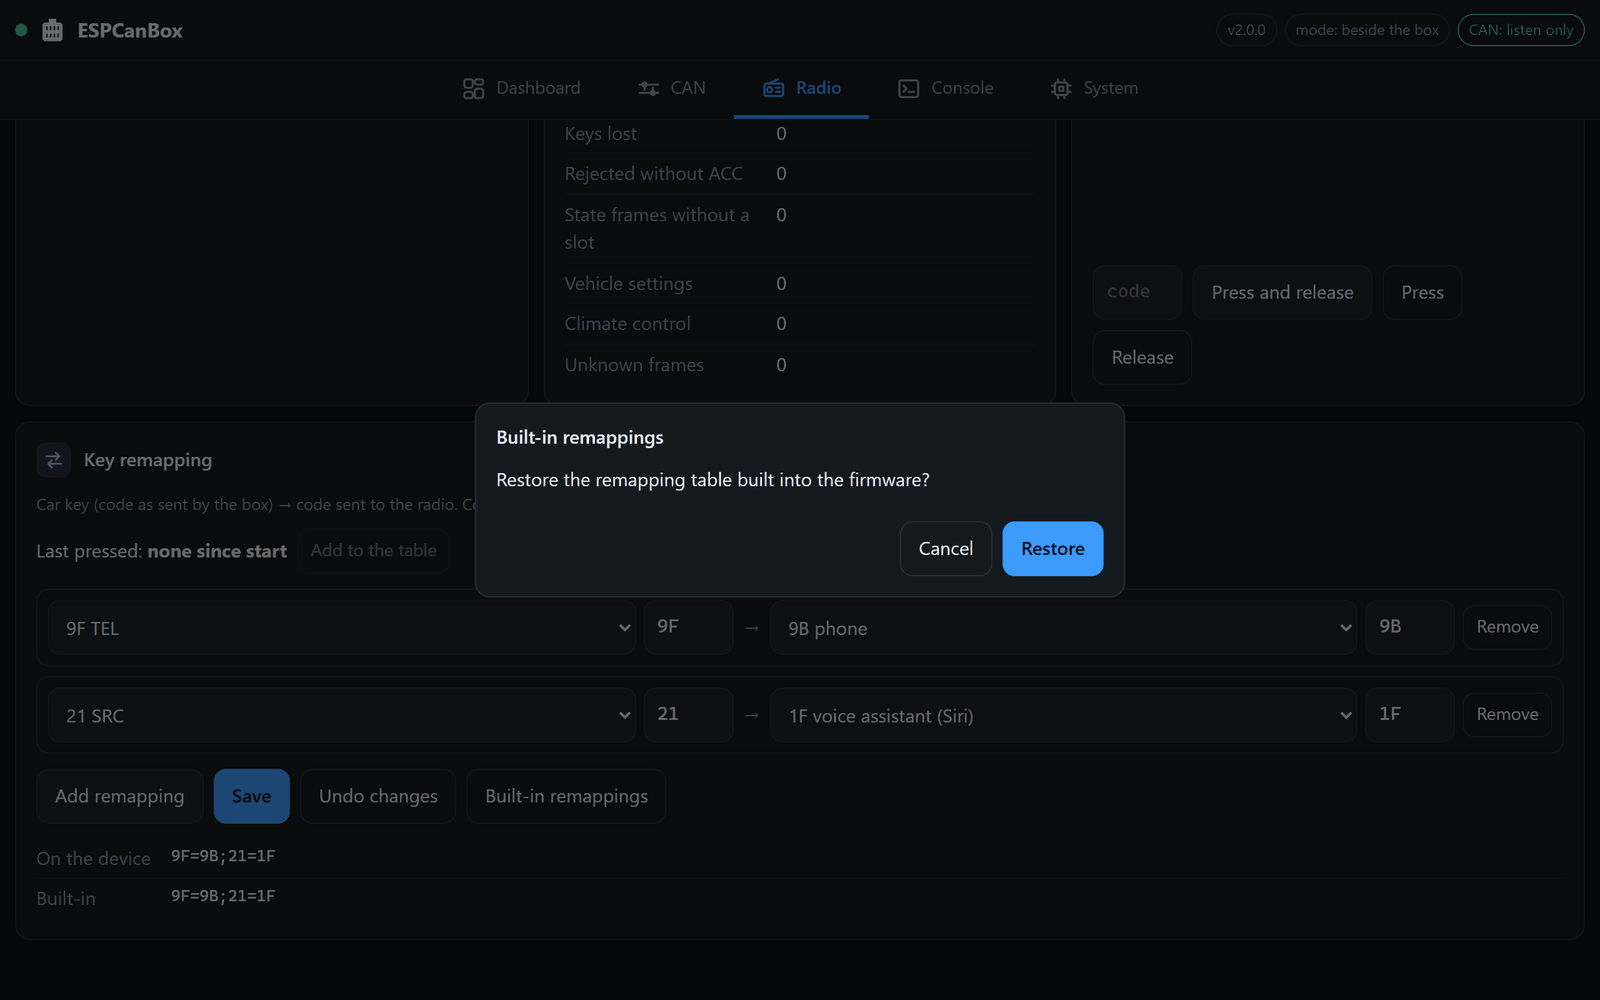 ESPCanBox
v2.0.0
mode: beside the box
CAN: listen only
Dashboard
CAN
Radio
Console
System
Keys lost 0
Rejected without ACC 0
State frames without a 0
slot
Vehicle settings 0
Climate control 0
Unknown frames 0
code
Press and release
Press
Release
Built-in remappings
Restore the remapping table built into the firmware?
Cancel
Restore
Key remapping
Car key (code as sent by the box) → code sent to the radio.
Last pressed: none since start
Add to the table
9F TEL 9F → 9B phone 9B Remove
21 SRC 21 → 1F voice assistant (Siri) 1F Remove
Add remapping
Save
Undo changes
Built-in remappings
On the device 9F=9B;21=1F
Built-in 9F=9B;21=1F